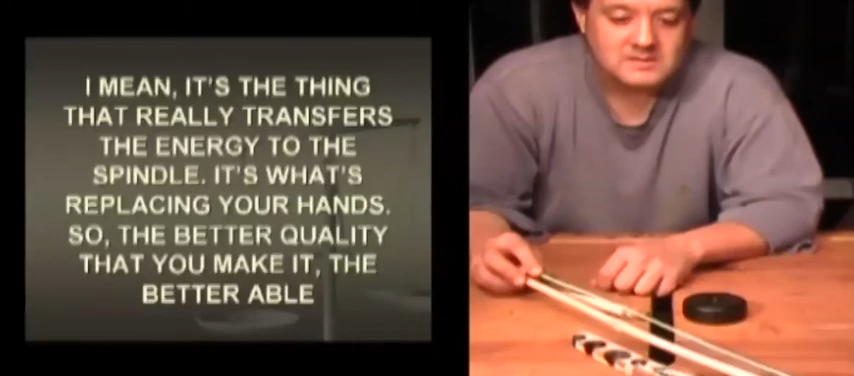 I MEAN, IT'S THE THING
THAT REALLY TRANSFERS
THE ENERGY TO THE
SPINDLE. IT'S WHAT'S
REPLACING YOUR HANDS.
SO, THE BETTER QUALITY
THAT YOU MAKE IT, THE
BETTER ABLE